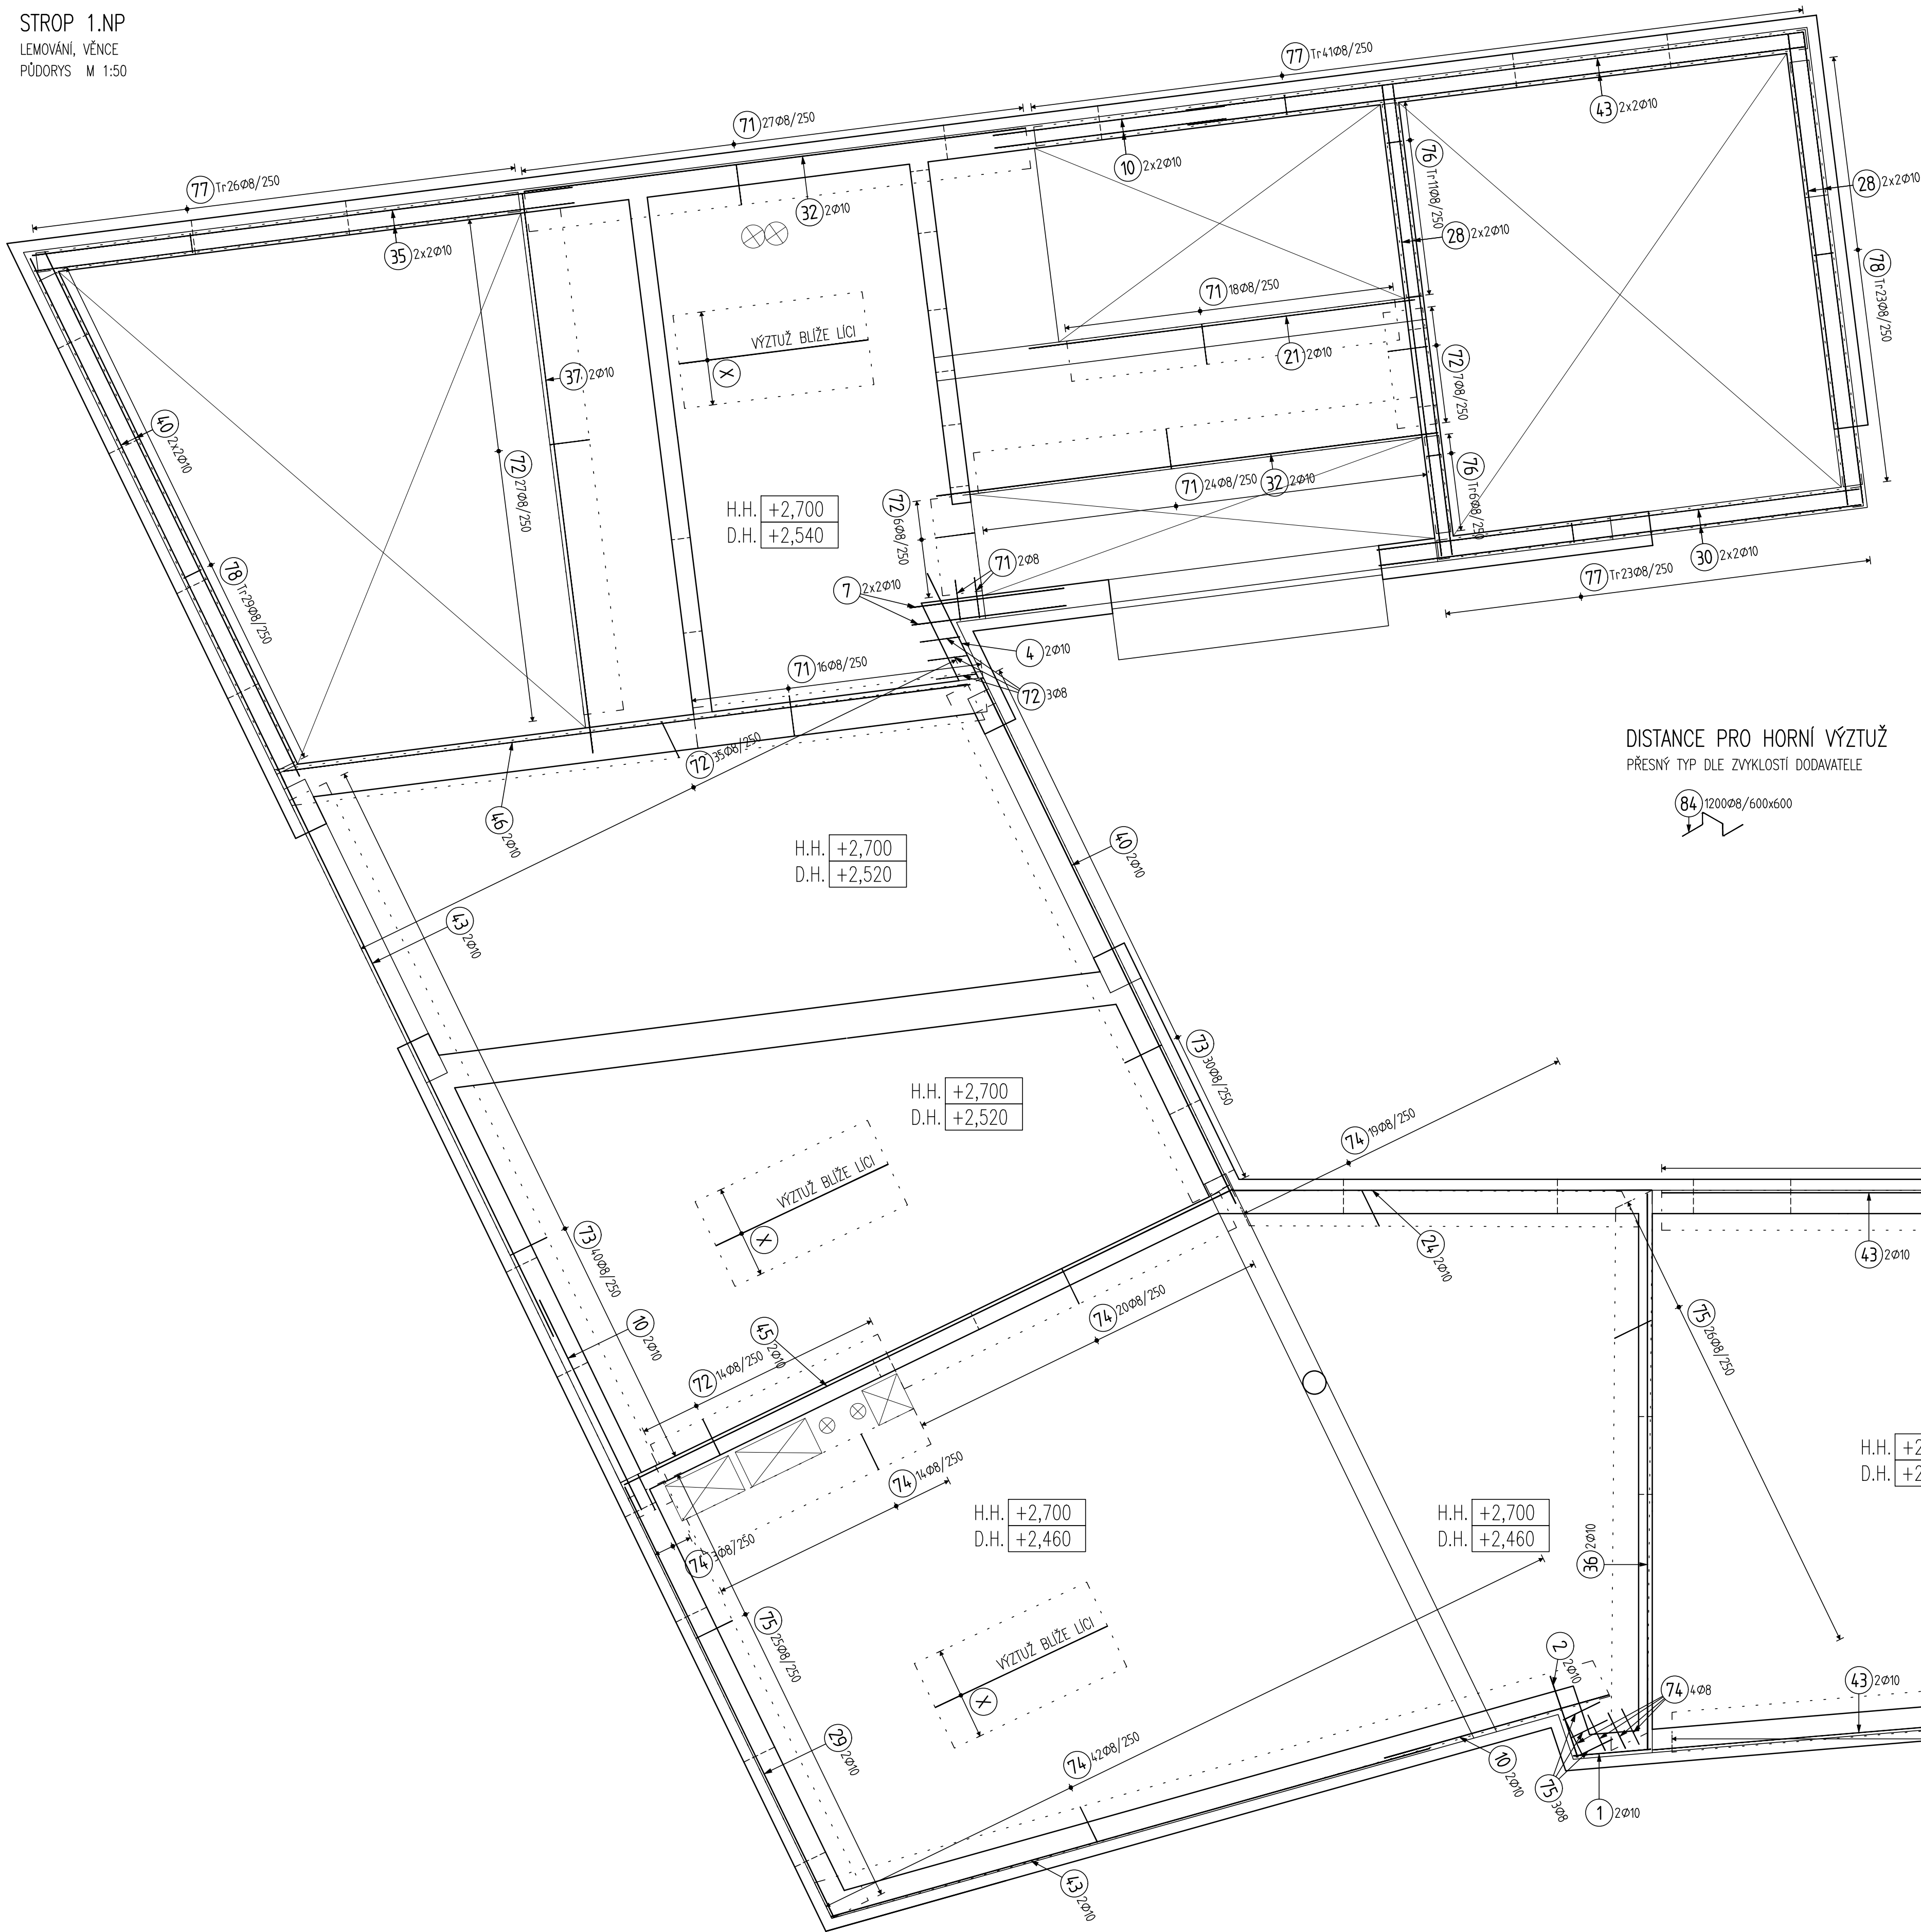 STROP 1.NP
LEMOVÁNÍ, VĚNCE
PŮDORYS M 1:50
77 Tr41Ø8/250
71 27Ø8/250
43 2x2Ø10
77 Tr26Ø8/250
10 2x2Ø10
76 Tr11Ø8/250
28 2x2Ø10
32 2Ø10
35 2x2Ø10
28 2x2Ø10
78 Tr23Ø8/250
71 18Ø8/250
VÝZTUŽ BLÍŽE LÍCI
X
21 2Ø10
72 7Ø8/250
37. 2Ø10
40 2x2Ø10
72 27Ø8/250
76 Tr6Ø8/250
71 24Ø8/250
32 2Ø10
H.H. +2,700
D.H. +2,540
72 6Ø8/250
30 2x2Ø10
71 2Ø8
77 Tr23Ø8/250
78 Tr29Ø8/250
7 2x2Ø10
4 2Ø10
71 16Ø8/250
72 3Ø8
DISTANCE PRO HORNÍ VÝZTUŽ
PŘESNÝ TYP DLE ZVYKLOSTÍ DODAVATELE
84 1200Ø8/600x600
72 35Ø8/250
46 2Ø10
H.H. +2,700
D.H. +2,520
40 2Ø10
43 2Ø10
73 30Ø8/250
H.H. +2,700
D.H. +2,520
74 19Ø8/250
VÝZTUŽ BLÍŽE LÍCI
X
73 40Ø8/250
24 2Ø10
43 2Ø10
10 2Ø10
45 2Ø10
74 20Ø8/250
75 26Ø8/250
72 14Ø8/250
74 14Ø8/250
H.H. +2
D.H. +2
H.H. +2,700
D.H. +2,460
H.H. +2,700
D.H. +2,460
74 3Ø8/250
36 2Ø10
75 25Ø8/250
VÝZTUŽ BLÍŽE LÍCI
X
2 2Ø10
74 4Ø8
43 2Ø10
29 2Ø10
74 42Ø8/250
10 2Ø10
75 3Ø8
1 2Ø10
43 2Ø10